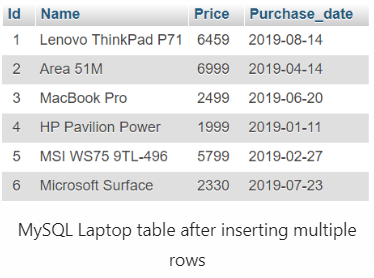 Id Name Price Purchase_date
1 Lenovo ThinkPad P71 6459 2019-08-14
2 Area 51M 6999 2019-04-14
3 MacBook Pro 2499 2019-06-20
4 HP Pavilion Power 1999 2019-01-11
5 MSI WS75 9TL-496 5799 2019-02-27
6 Microsoft Surface 2330 2019-07-23
MySQL Laptop table after inserting multiple
rows